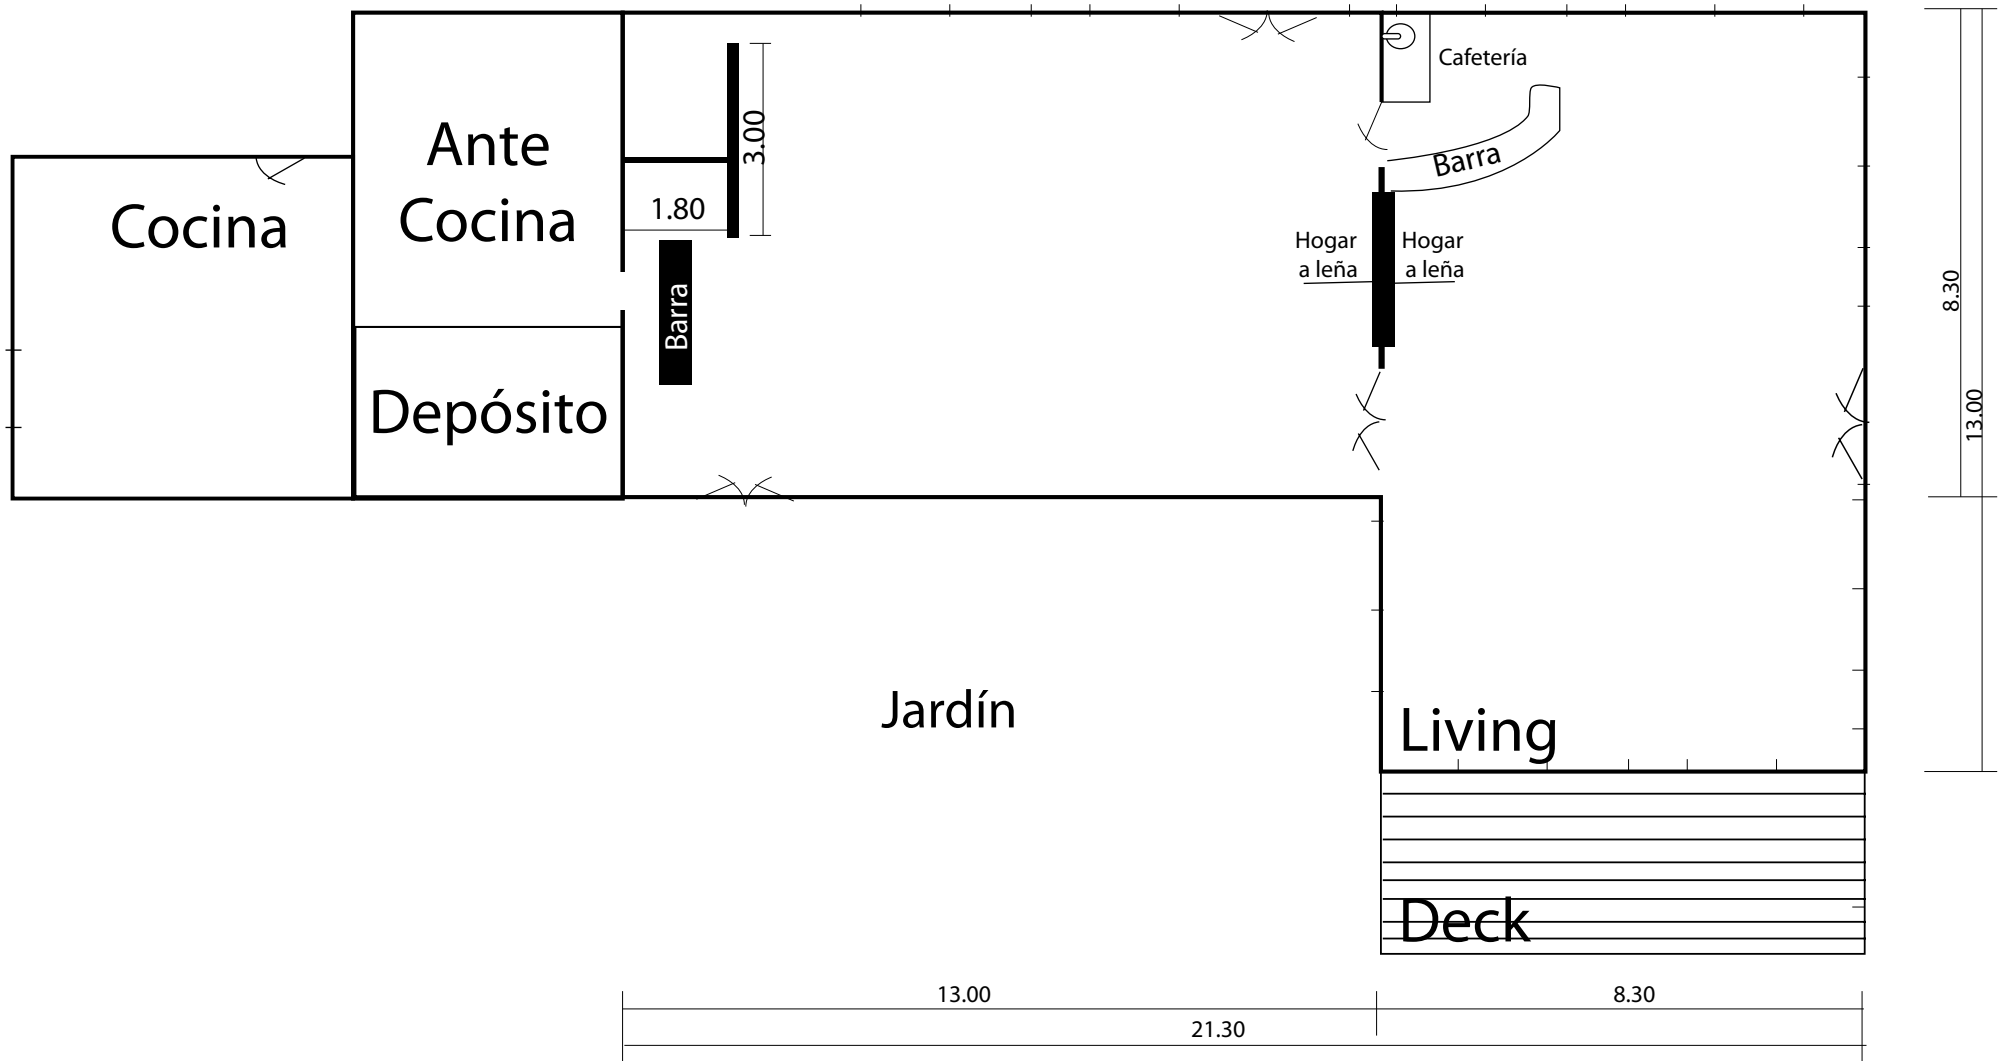 Cafetería
3.00
Ante
Cocina
Barra
Cocina
1.80
Hogar
a leña
Hogar
a leña
Barra
8.30
Depósito
13.00
Jardín
Living
Deck
13.00
8.30
21.30